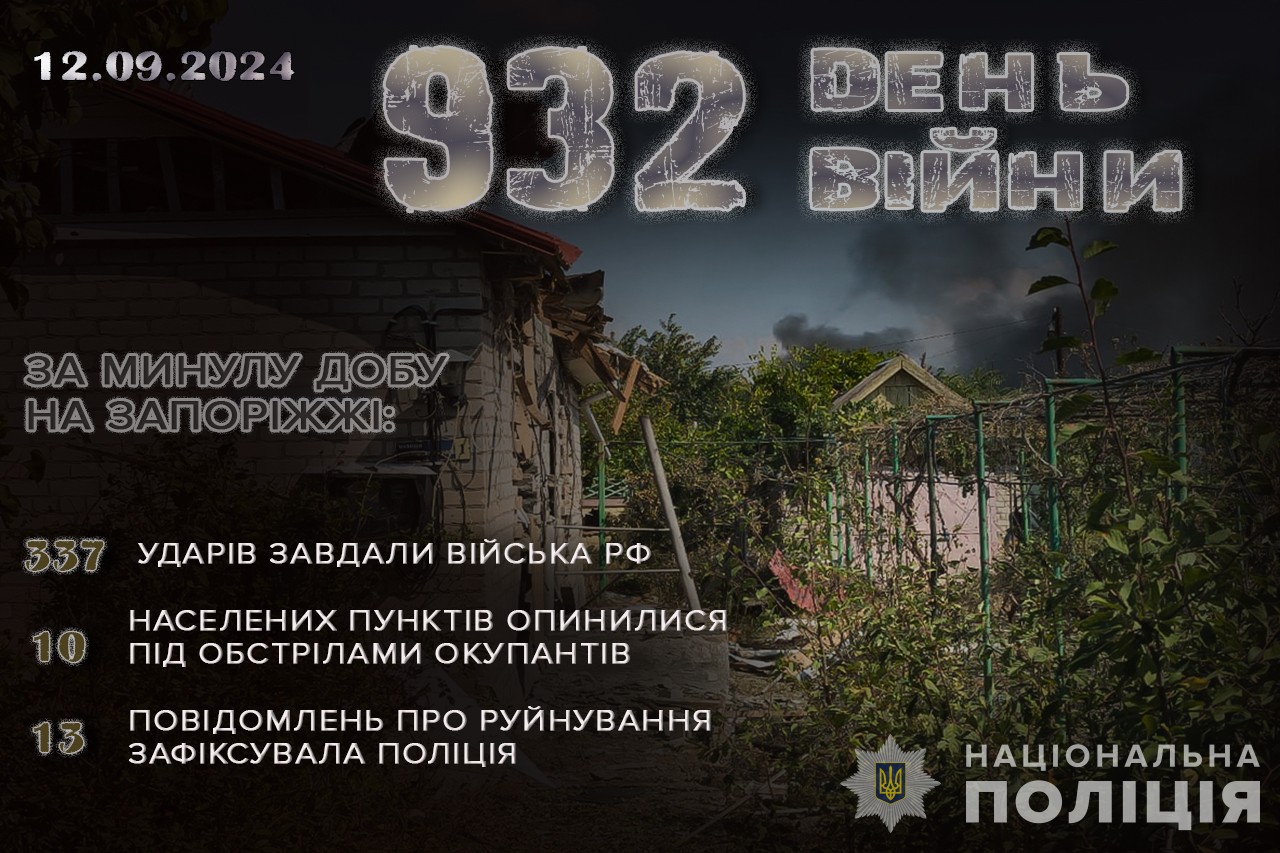 12.09.2024
932
ДЕНЬ
ВІЙНИ
ЗА МИНУЛУ ДОБУ
НА ЗАПОРІЖЖІ:
337 УДАРІВ ЗАВДАЛИ ВІЙСЬКА РФ
10 НАСЕЛЕНИХ ПУНКТІВ ОПИНИЛИСЯ
ПІД ОБСТРІЛАМИ ОКУПАНТІВ
13 ПОВІДОМЛЕНЬ ПРО РУЙНУВАННЯ
ЗАФІКСУВАЛА ПОЛІЦІЯ
НАЦІОНАЛЬНА
ПОЛІЦІЯ